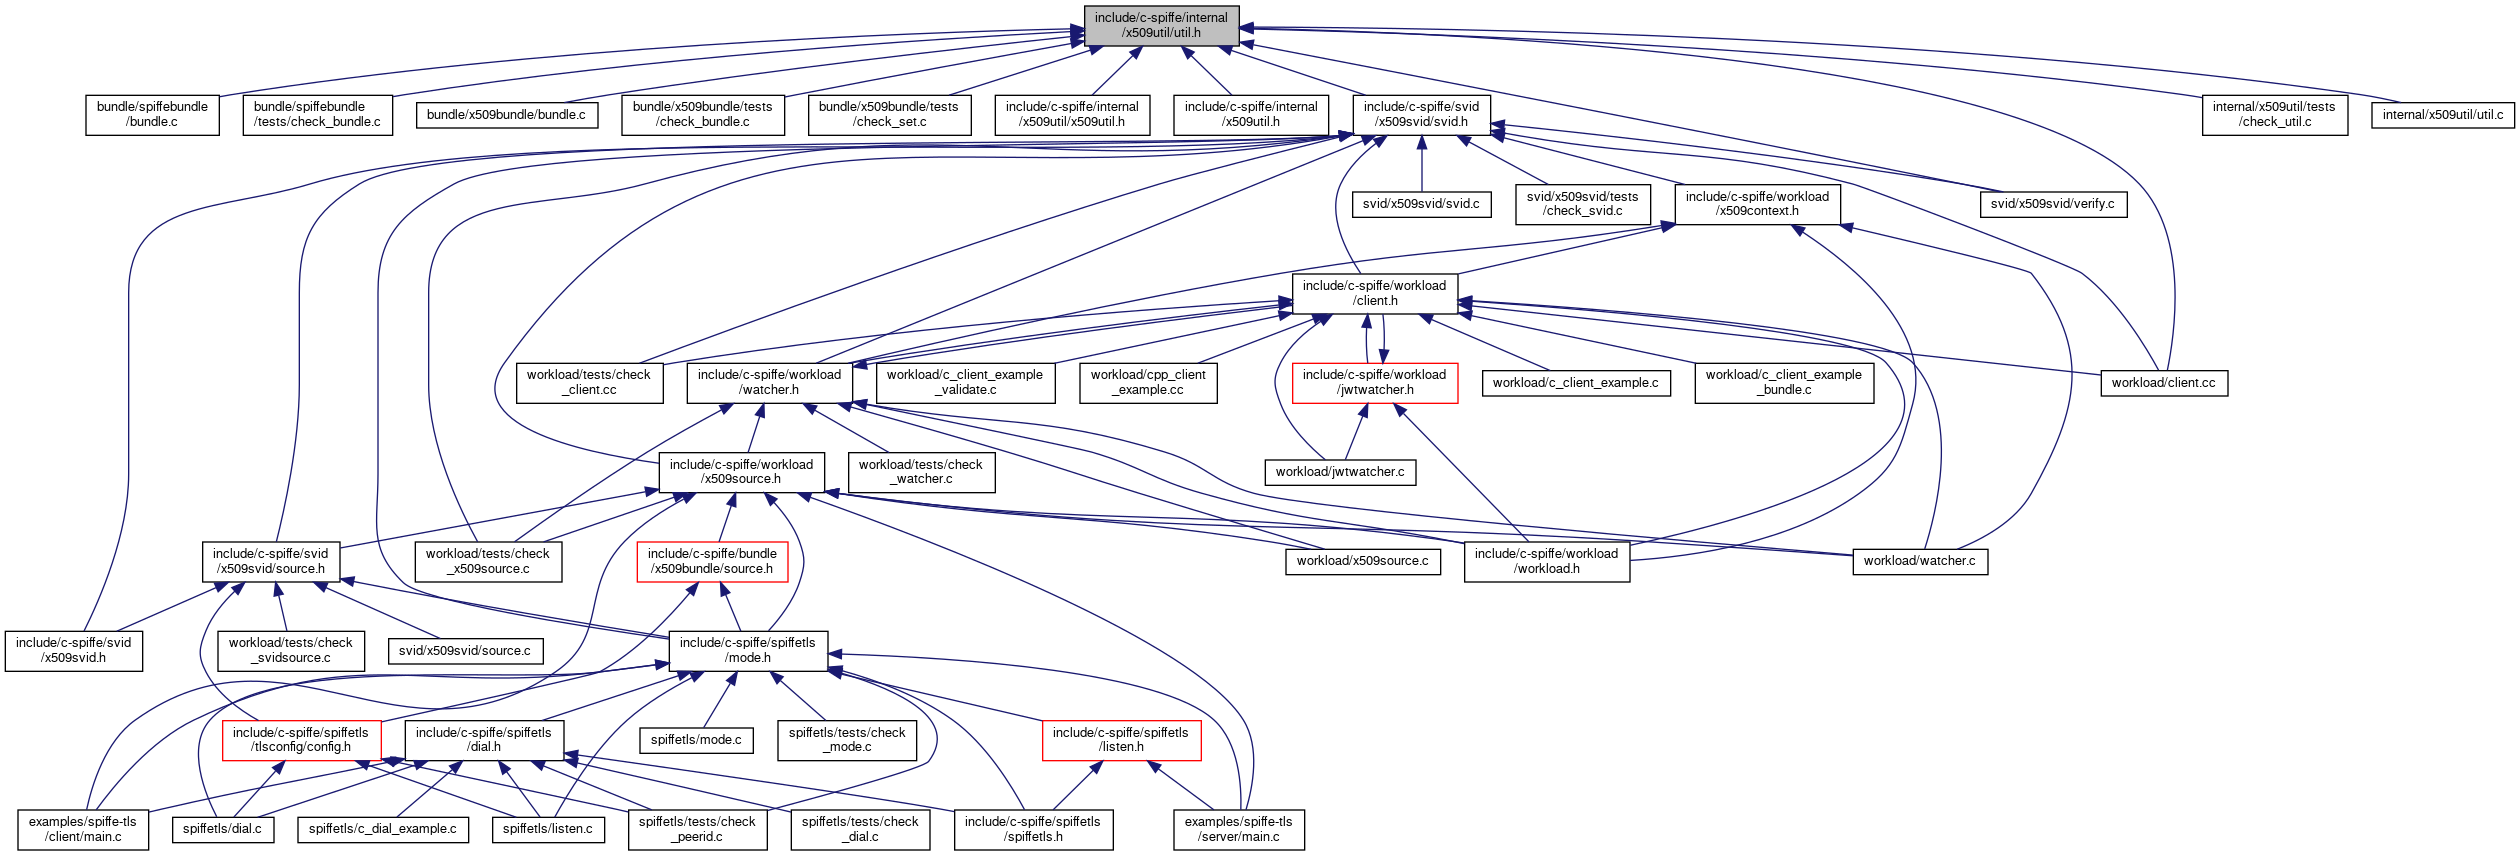 include/c-spiffe/internal
/x509util/util.h
bundle/spiffebundle
/bundle.c
bundle/spiffebundle
/tests/check_bundle.c
bundle/x509bundle/bundle.c
bundle/x509bundle/tests
/check_bundle.c
bundle/x509bundle/tests
/check_set.c
include/c-spiffe/internal
/x509util/x509util.h
include/c-spiffe/internal
/x509util.h
include/c-spiffe/svid
/x509svid/svid.h
internal/x509util/tests
/check_util.c
internal/x509util/util.c
svid/x509svid/svid.c
svid/x509svid/tests
/check_svid.c
include/c-spiffe/workload
/x509context.h
svid/x509svid/verify.c
include/c-spiffe/workload
/client.h
workload/tests/check
_client.cc
include/c-spiffe/workload
/watcher.h
workload/c_client_example
_validate.c
workload/cpp_client
_example.cc
include/c-spiffe/workload
/jwtwatcher.h
workload/c_client_example.c
workload/c_client_example
_bundle.c
workload/client.cc
include/c-spiffe/workload
/x509source.h
workload/tests/check
_watcher.c
workload/jwtwatcher.c
include/c-spiffe/svid
/x509svid/source.h
workload/tests/check
_x509source.c
include/c-spiffe/bundle
/x509bundle/source.h
workload/x509source.c
include/c-spiffe/workload
/workload.h
workload/watcher.c
include/c-spiffe/svid
/x509svid.h
workload/tests/check
_svidsource.c
svid/x509svid/source.c
include/c-spiffe/spiffetls
/mode.h
include/c-spiffe/spiffetls
/tlsconfig/config.h
include/c-spiffe/spiffetls
/dial.h
spiffetls/mode.c
spiffetls/tests/check
_mode.c
include/c-spiffe/spiffetls
/listen.h
examples/spiffe-tls
/client/main.c
spiffetls/dial.c
spiffetls/c_dial_example.c
spiffetls/listen.c
spiffetls/tests/check
_peerid.c
spiffetls/tests/check
_dial.c
include/c-spiffe/spiffetls
/spiffetls.h
examples/spiffe-tls
/server/main.c